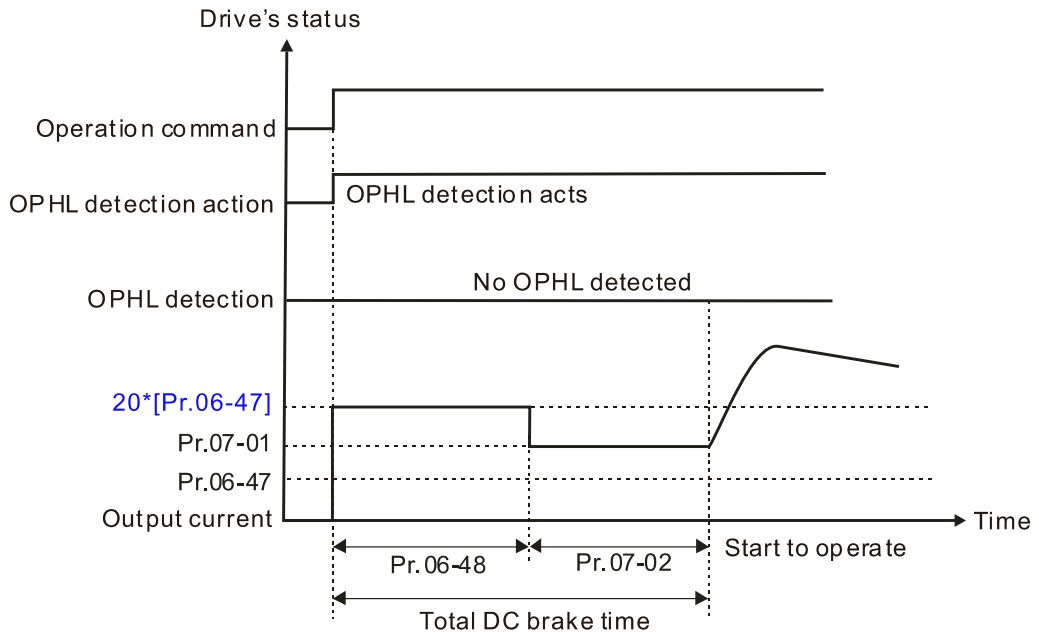 Drive's status
Operation command
OPHL detection action
OPHL detection acts
No OPHL detected
OPHL detection
20*[Pr.06-47]
Pr.07-01
Pr.06-47
Output current
Time
Start to operate
Pr.06-48
Pr.07-02
Total DC brake time